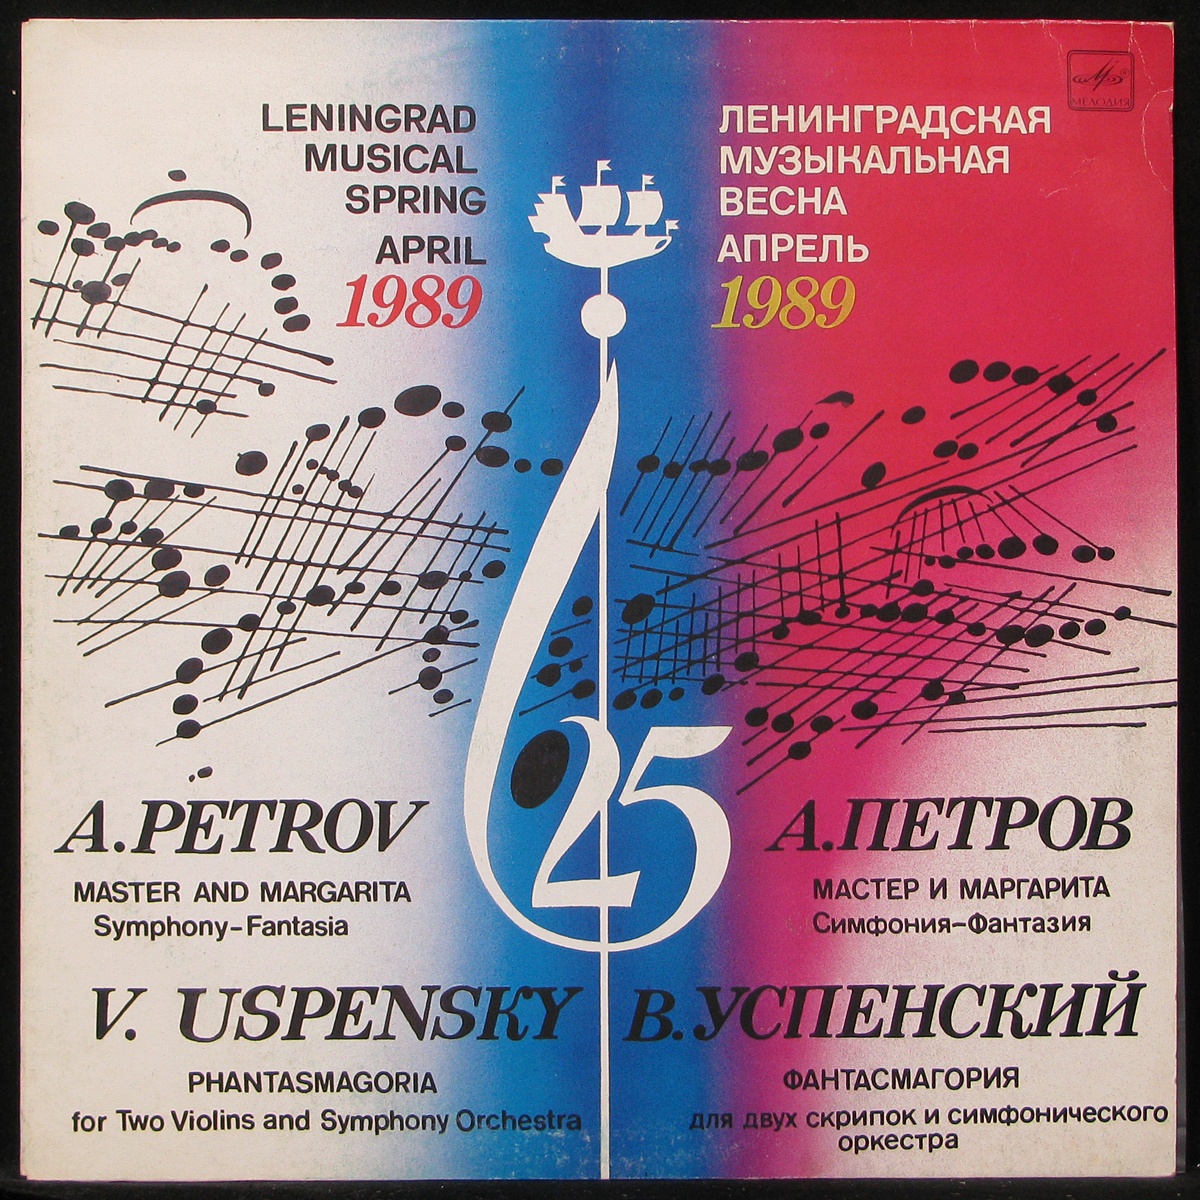 МЕЛОДИЯ
LENINGRAD
MUSICAL
SPRING
APRIL
1989
ЛЕНИНГРАДСКАЯ
МУЗЫКАЛЬНАЯ
ВЕСНА
АПРЕЛЬ
1989
25
A.PETROV
MASTER AND MARGARITA
Symphony-Fantasia
А.ПЕТРОВ
МАСТЕР И МАРГАРИТА
Симфония-Фантазия
V. USPENSKY
PHANTASMAGORIA
for Two Violins and Symphony Orchestra
В.УСПЕНСКИЙ
ФАНТАСМАГОРИЯ
для двух скрипок и симфонического
оркестра